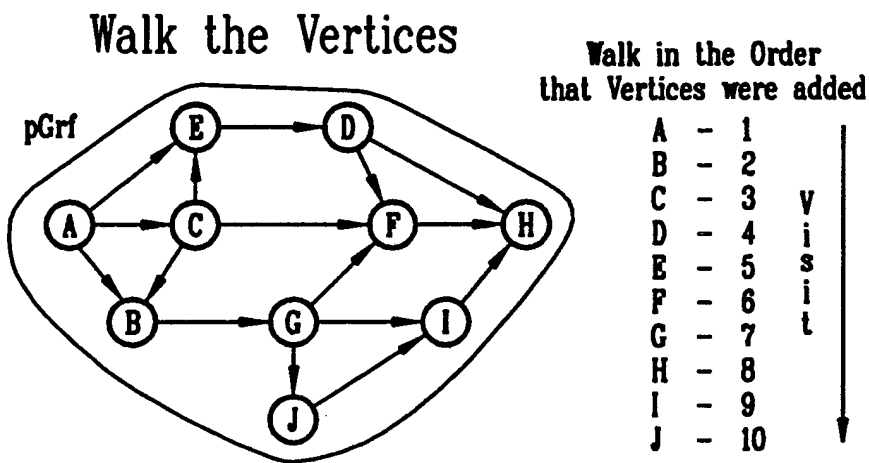 Walk the Vertices
pGrf
E
D
A
C
F
H
B
G
I
J
Walk in the Order
that Vertices were added
A - 1
B - 2
C - 3
D - 4
E - 5
F - 6
G - 7
H - 8
I - 9
J - 10
Visit